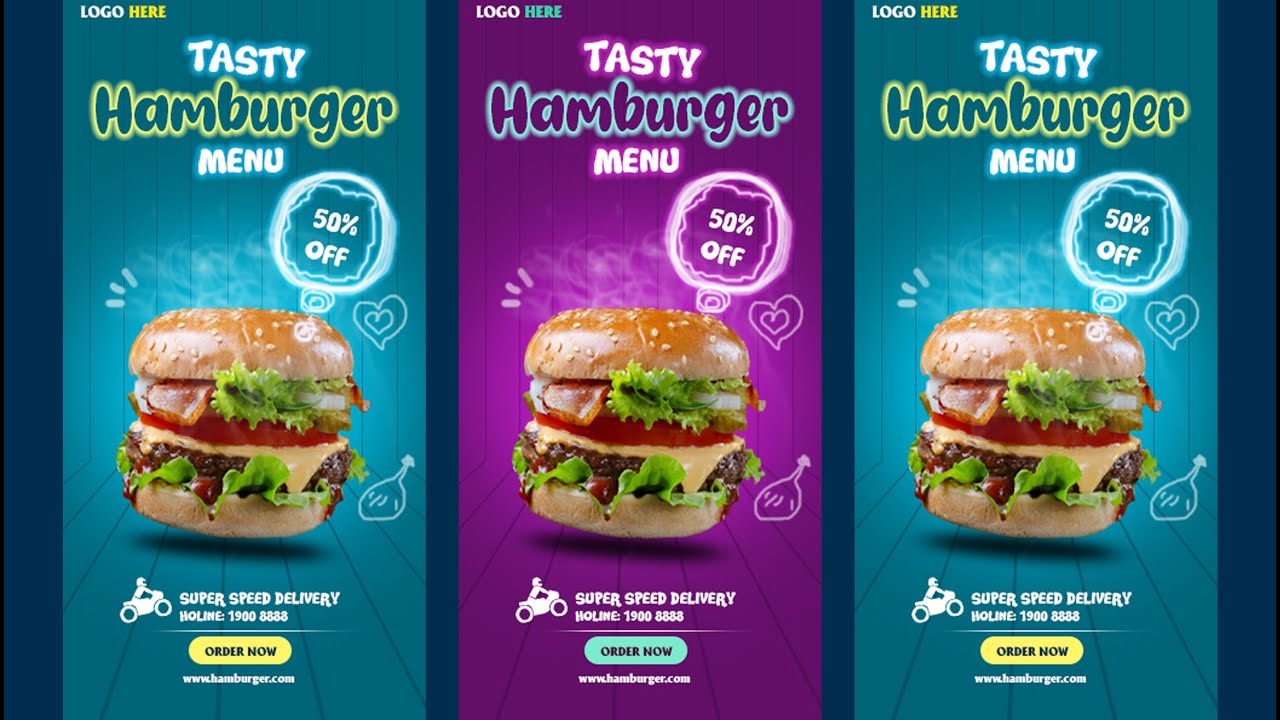 LOGO HERE
TASTY
Hamburger
MENU
50%
OFF
SUPER SPEED DELIVERY
HOLINE: 1900 8888
ORDER NOW
www.hamburger.com
LOGO HERE
TASTY
Hamburger
MENU
50%
OFF
SUPER SPEED DELIVERY
HOLINE: 1900 8888
ORDER NOW
www.hamburger.com
LOGO HERE
TASTY
Hamburger
MENU
50%
OFF
SUPER SPEED DELIVERY
HOLINE: 1900 8888
ORDER NOW
www.hamburger.com